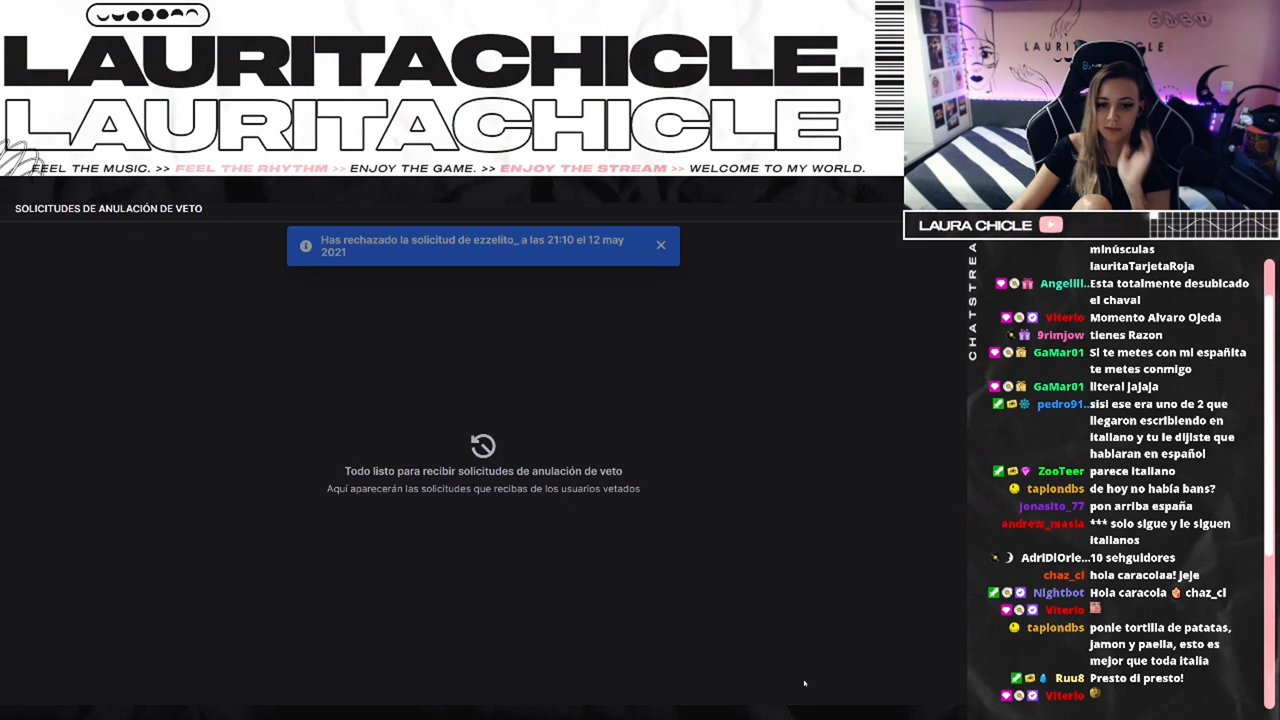 LAURITACHICLE.
LAURITACHICLE
FEEL THE MUSIC. >> FEEL THE RHYTHM >> ENJOY THE GAME. >> ENJOY THE STREAM >> WELCOME TO MY WORLD.
LAURITACHICLE
LAURA CHICLE
SOLICITUDES DE ANULACIÓN DE VETO
Has rechazado la solicitud de ezzelito_ a las 21:10 el 12 may
2021
Todo listo para recibir solicitudes de anulación de veto
Aquí aparecerán las solicitudes que recibas de los usuarios vetados
CHATSTREA
minúsculas
lauritaTarjetaRoja
Angellll.. Esta totalmente desubicado
el chaval
Viterio Momento Alvaro Ojeda
9rimjow tienes Razon
GaMar01 Si te metes con mi españita
te metes conmigo
GaMar01 literal jajaja
pedro91.. sisi ese era uno de 2 que
llegaron escribiendo en
italiano y tu le dijiste que
hablaran en español
ZooTeer parece italiano
tapiondbs de hoy no había bans?
jonasito_77 pon arriba españa
andrew_masia *** solo sigue y le siguen
italianos
AdriDiOrie... 10 sehguidores
chaz_cl hola caracolaa! jeje
Nightbot Hola caracola chaz_cl
Viterio
tapiondbs ponle tortilla de patatas,
jamon y paella, esto es
mejor que toda italia
Ruu8 Presto di presto!
Viterio